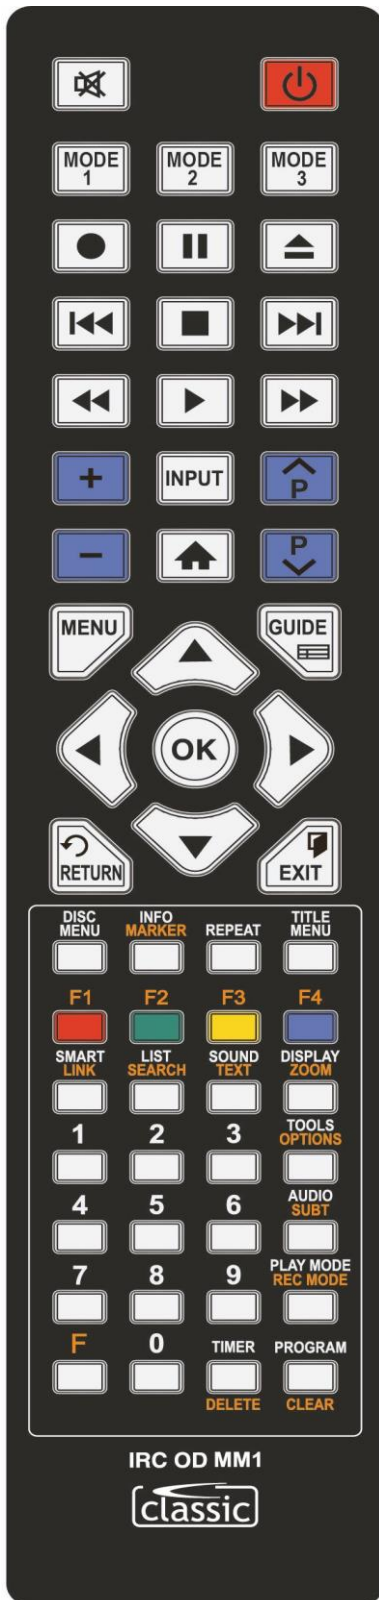 MODE 1
MODE 2
MODE 3
INPUT
P
P
MENU
GUIDE
OK
RETURN
EXIT
DISC MENU
INFO MARKER
REPEAT
TITLE MENU
F1 F2 F3 F4
SMART LINK
LIST SEARCH
SOUND TEXT
DISPLAY ZOOM
1 2 3
TOOLS OPTIONS
4 5 6
AUDIO SUBT
7 8 9
PLAY MODE REC MODE
F 0 TIMER PROGRAM
DELETE CLEAR
IRC OD MM1
classic